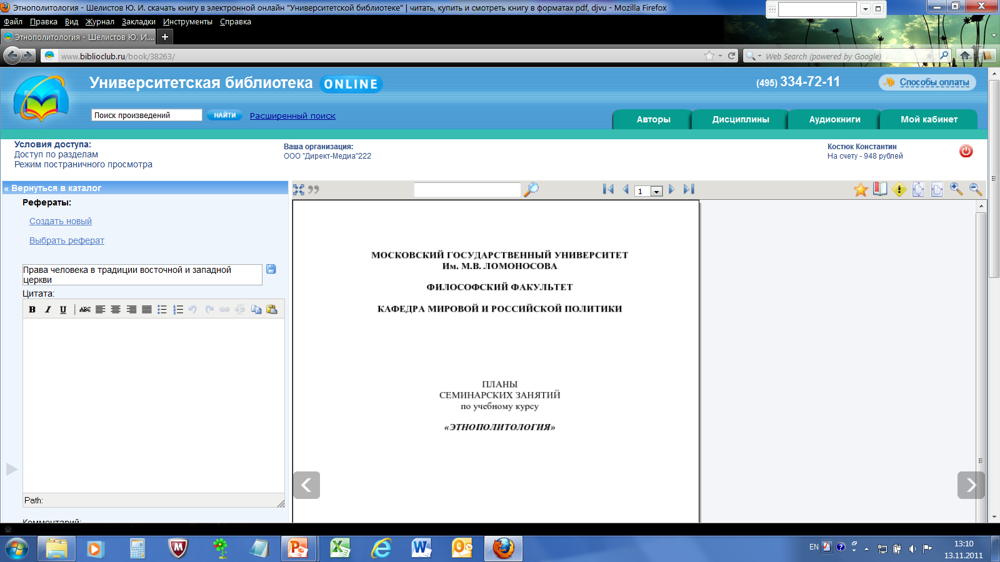 Этнополитология - Шелистов Ю. И. скачать книгу в электронной онлайн "Университетской библиотеке" | читать, купить и смотреть книгу в форматах pdf, djvu - Mozilla Firefox
Файл Правка Вид Журнал Закладки Инструменты Справка
Этнополитология - Шелистов Ю. И....
www.biblioclub.ru/book/38263/
Web Search (powered by Google)
Университетская библиотека ONLINE
(495) 334-72-11
Способы оплаты
Поиск произведений
НАЙТИ
Расширенный поиск
Авторы
Дисциплины
Аудиокниги
Мой кабинет
Условия доступа:
Доступ по разделам
Режим постраничного просмотра
Ваша организация:
ООО "Директ-Медиа"222
Костюк Константин
На счету - 948 рублей
« Вернуться в каталог
Рефераты:
Создать новый
Выбрать реферат
Права человека в традиции восточной и западной
церкви
Цитата:
B I U ABC
Path:
Комментарий:
1
МОСКОВСКИЙ ГОСУДАРСТВЕННЫЙ УНИВЕРСИТЕТ
Им. М.В. ЛОМОНОСОВА
ФИЛОСОФСКИЙ ФАКУЛЬТЕТ
КАФЕДРА МИРОВОЙ И РОССИЙСКОЙ ПОЛИТИКИ
ПЛАНЫ
СЕМИНАРСКИХ ЗАНЯТИЙ
по учебному курсу
«ЭТНОПОЛИТОЛОГИЯ»
EN
13:10
13.11.2011